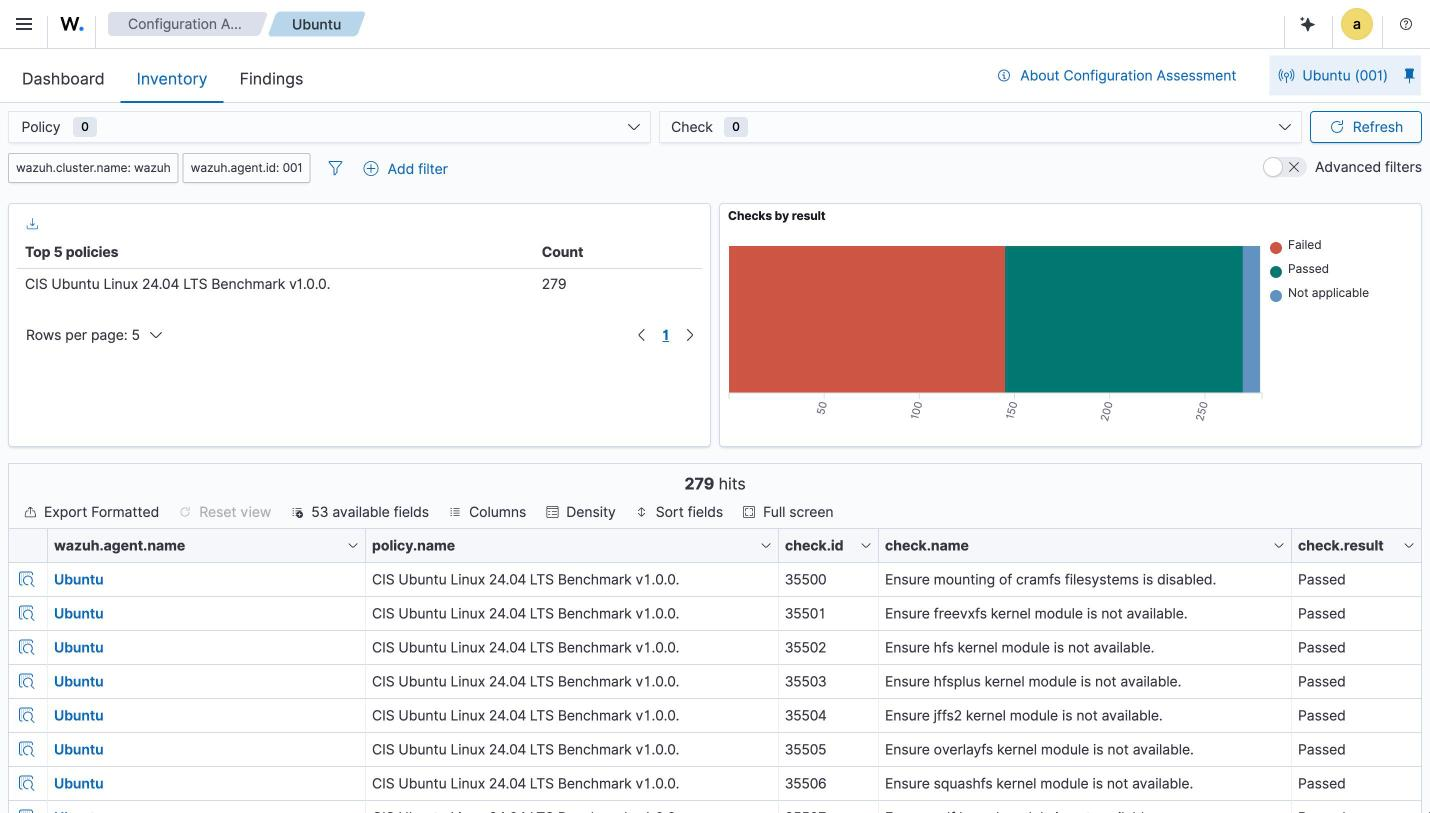 W. Configuration A... Ubuntu a
Dashboard Inventory Findings About Configuration Assessment Ubuntu (001)
Policy 0 Check 0 Refresh
wazuh.cluster.name: wazuh wazuh.agent.id: 001 Add filter Advanced filters
Top 5 policies Count
CIS Ubuntu Linux 24.04 LTS Benchmark v1.0.0. 279
Rows per page: 5 1
Checks by result
Failed
Passed
Not applicable
50 100 150 200 250
279 hits
Export Formatted Reset view 53 available fields Columns Density Sort fields Full screen
wazuh.agent.name policy.name check.id check.name check.result
Ubuntu CIS Ubuntu Linux 24.04 LTS Benchmark v1.0.0. 35500 Ensure mounting of cramfs filesystems is disabled. Passed
Ubuntu CIS Ubuntu Linux 24.04 LTS Benchmark v1.0.0. 35501 Ensure freevxfs kernel module is not available. Passed
Ubuntu CIS Ubuntu Linux 24.04 LTS Benchmark v1.0.0. 35502 Ensure hfs kernel module is not available. Passed
Ubuntu CIS Ubuntu Linux 24.04 LTS Benchmark v1.0.0. 35503 Ensure hfsplus kernel module is not available. Passed
Ubuntu CIS Ubuntu Linux 24.04 LTS Benchmark v1.0.0. 35504 Ensure jffs2 kernel module is not available. Passed
Ubuntu CIS Ubuntu Linux 24.04 LTS Benchmark v1.0.0. 35505 Ensure overlayfs kernel module is not available. Passed
Ubuntu CIS Ubuntu Linux 24.04 LTS Benchmark v1.0.0. 35506 Ensure squashfs kernel module is not available. Passed